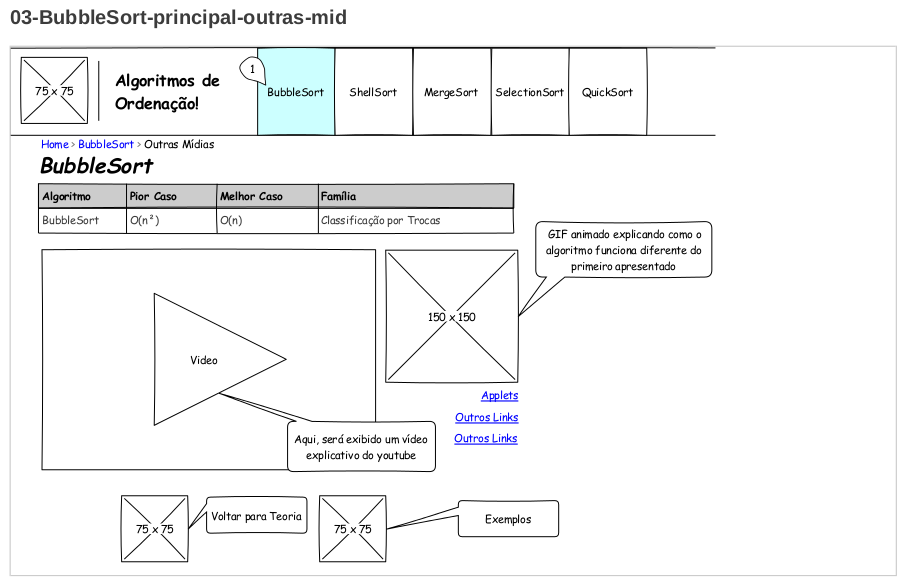 03-BubbleSort-principal-outras-mid
75 x 75
Algoritmos de
Ordenação!
1
BubbleSort
ShellSort
MergeSort
SelectionSort
QuickSort
Home > BubbleSort > Outras Mídias
BubbleSort
Algoritmo Pior Caso Melhor Caso Família
BubbleSort O(n²) O(n) Classificação por Trocas
GIF animado explicando como o
algoritmo funciona diferente do
primeiro apresentado
150 x 150
Video
Applets
Outros Links
Outros Links
Aqui, será exibido um vídeo
explicativo do youtube
75 x 75
Voltar para Teoria
75 x 75
Exemplos